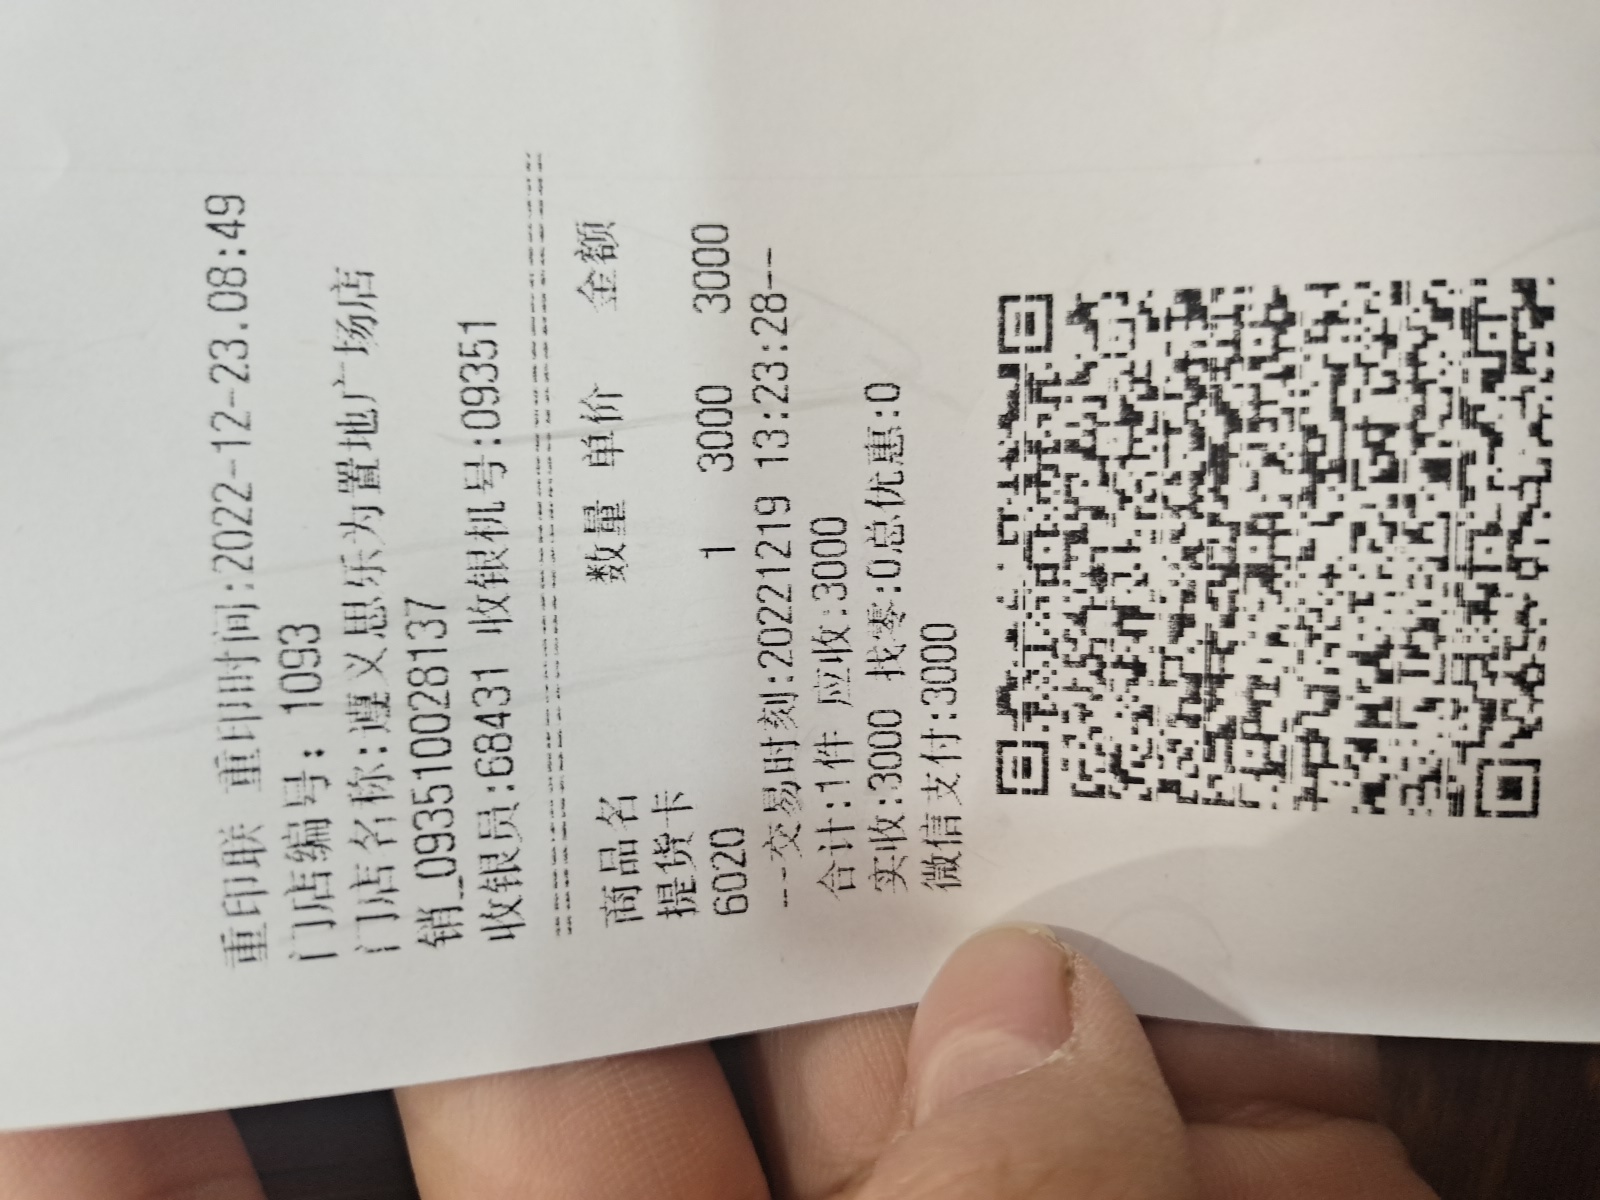 重印联 重印时间:2022-12-23.08:49
门店编号: 1093
门店名称:遵义思乐为置地广场店
销_093510028137
收银员:68431 收银机号:09351
商品名 数量 单价 金额
提货卡
6020 1 3000 3000
---交易时刻:20221219 13:23:28--
合计:1件 应收:3000
实收:3000 找零:0总优惠:0
微信支付:3000